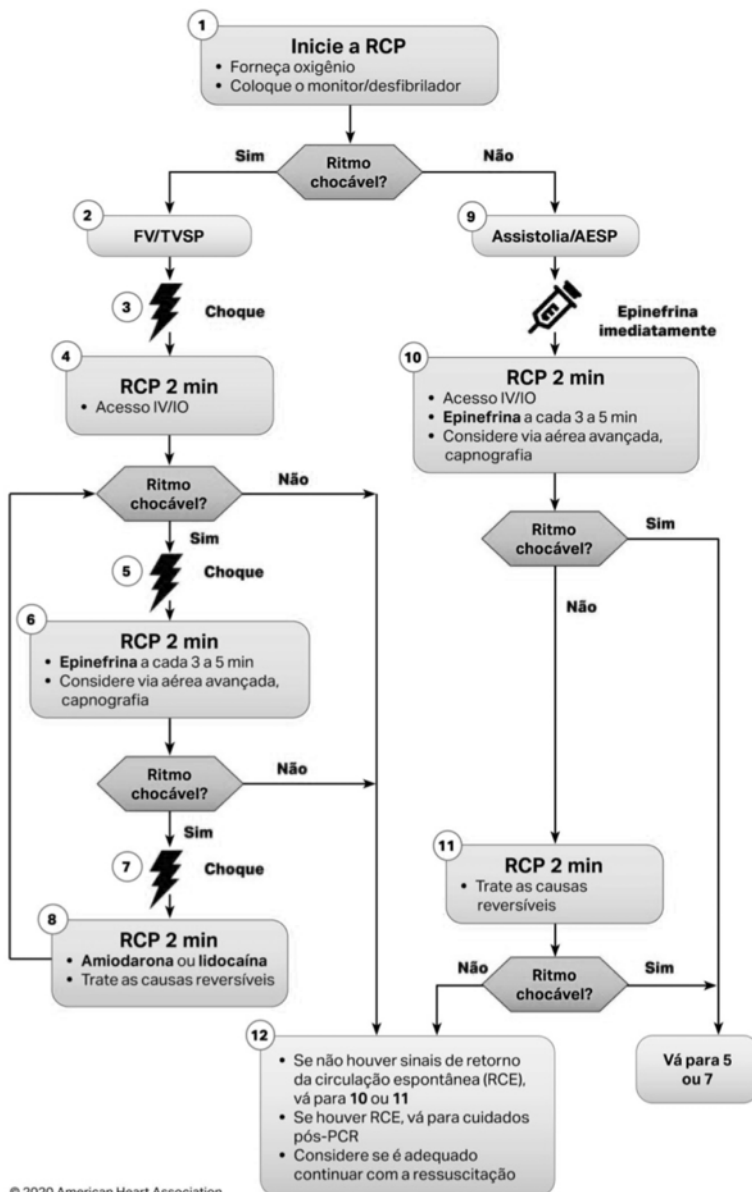 1
Inicie a RCP
• Forneça oxigênio
• Coloque o monitor/desfibrilador
Sim
Ritmo
chocável?
Não
2
FV/TVSP
3
Choque
4
RCP 2 min
• Acesso IV/IO
Ritmo
chocável?
Não
Sim
5
Choque
6
RCP 2 min
• Epinefrina a cada 3 a 5 min
• Considere via aérea avançada,
capnografia
Ritmo
chocável?
Não
Sim
7
Choque
8
RCP 2 min
• Amiodarona ou lidocaína
• Trate as causas reversíveis
9
Assistolia/AESP
Epinefrina
imediatamente
10
RCP 2 min
• Acesso IV/IO
• Epinefrina a cada 3 a 5 min
• Considere via aérea avançada,
capnografia
Ritmo
chocável?
Sim
Não
11
RCP 2 min
• Trate as causas
reversíveis
Não
Ritmo
chocável?
Sim
12
• Se não houver sinais de retorno
da circulação espontânea (RCE),
vá para 10 ou 11
• Se houver RCE, vá para cuidados
pós-PCR
• Considere se é adequado
continuar com a ressuscitação
Vá para 5
ou 7
© 2020 American Heart Association